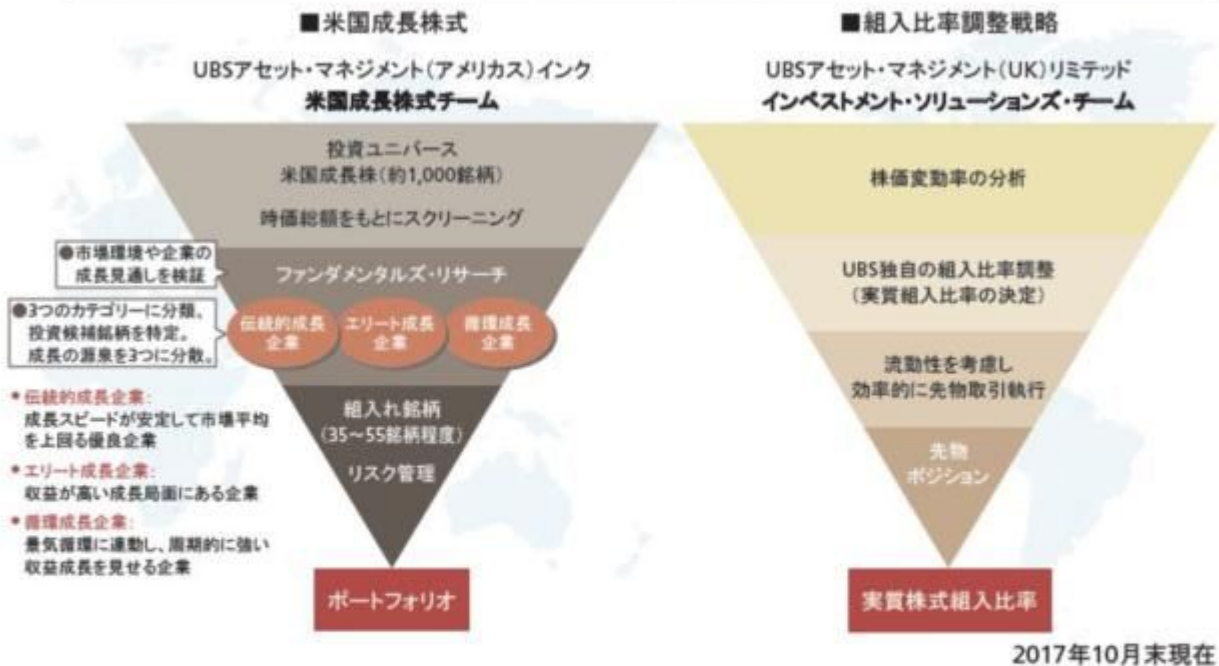 ■米国成長株式
UBSアセット・マネジメント(アメリカス)インク
米国成長株式チーム
投資ユニバース
米国成長株(約1,000銘柄)
時価総額をもとにスクリーニング
●市場環境や企業の
成長見通しを検証
ファンダメンタルズ・リサーチ
●3つのカテゴリーに分類、
投資候補銘柄を特定。
成長の源泉を3つに分散。
伝統的成長
企業
エリート成長
企業
循環成長
企業
•伝統的成長企業:
成長スピードが安定して市場平均
を上回る優良企業
•エリート成長企業:
収益が高い成長局面にある企業
•循環成長企業:
景気循環に連動し、周期的に強い
収益成長を見せる企業
組入れ銘柄
(35~55銘柄程度)
リスク管理
ポートフォリオ
■組入比率調整戦略
UBSアセット・マネジメント(UK)リミテッド
インベストメント・ソリューションズ・チーム
株価変動率の分析
UBS独自の組入比率調整
(実質組入比率の決定)
流動性を考慮し
効率的に先物取引執行
先物
ポジション
実質株式組入比率
2017年10月末現在